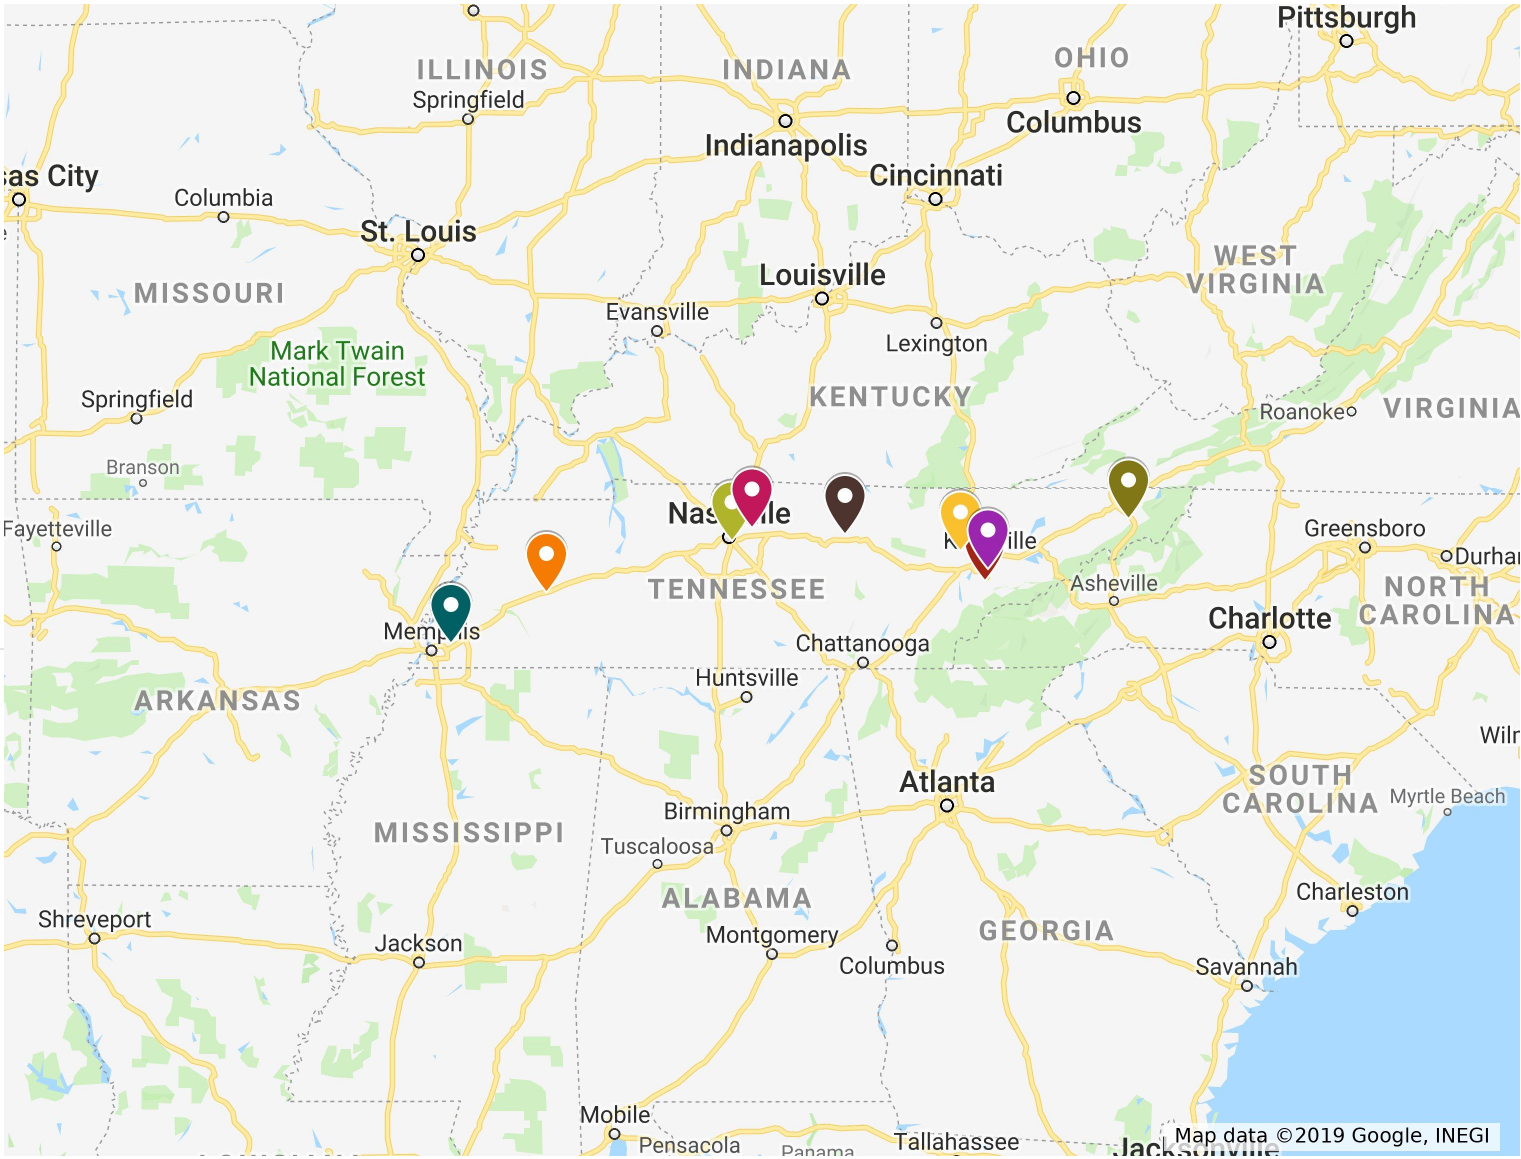 Pittsburgh
ILLINOIS
INDIANA
OHIO
Springfield
Columbus
Indianapolis
sas City
Cincinnati
Columbia
St. Louis
WEST
VIRGINIA
Louisville
MISSOURI
Evansville
Lexington
Mark Twain
National Forest
KENTUCKY
Springfield
Roanoke
VIRGINIA
Branson
Fayetteville
Greensboro
Durha
TENNESSEE
Asheville
NORTH
CAROLINA
Charlotte
Chattanooga
Huntsville
ARKANSAS
Wilr
Atlanta
SOUTH
CAROLINA
Myrtle Beach
Birmingham
MISSISSIPPI
Tuscaloosa
ALABAMA
Charleston
Shreveport
GEORGIA
Montgomery
Jackson
Columbus
Savannah
Mobile
Pensacola
Tallahassee
Map data ©2019 Google, INEGI